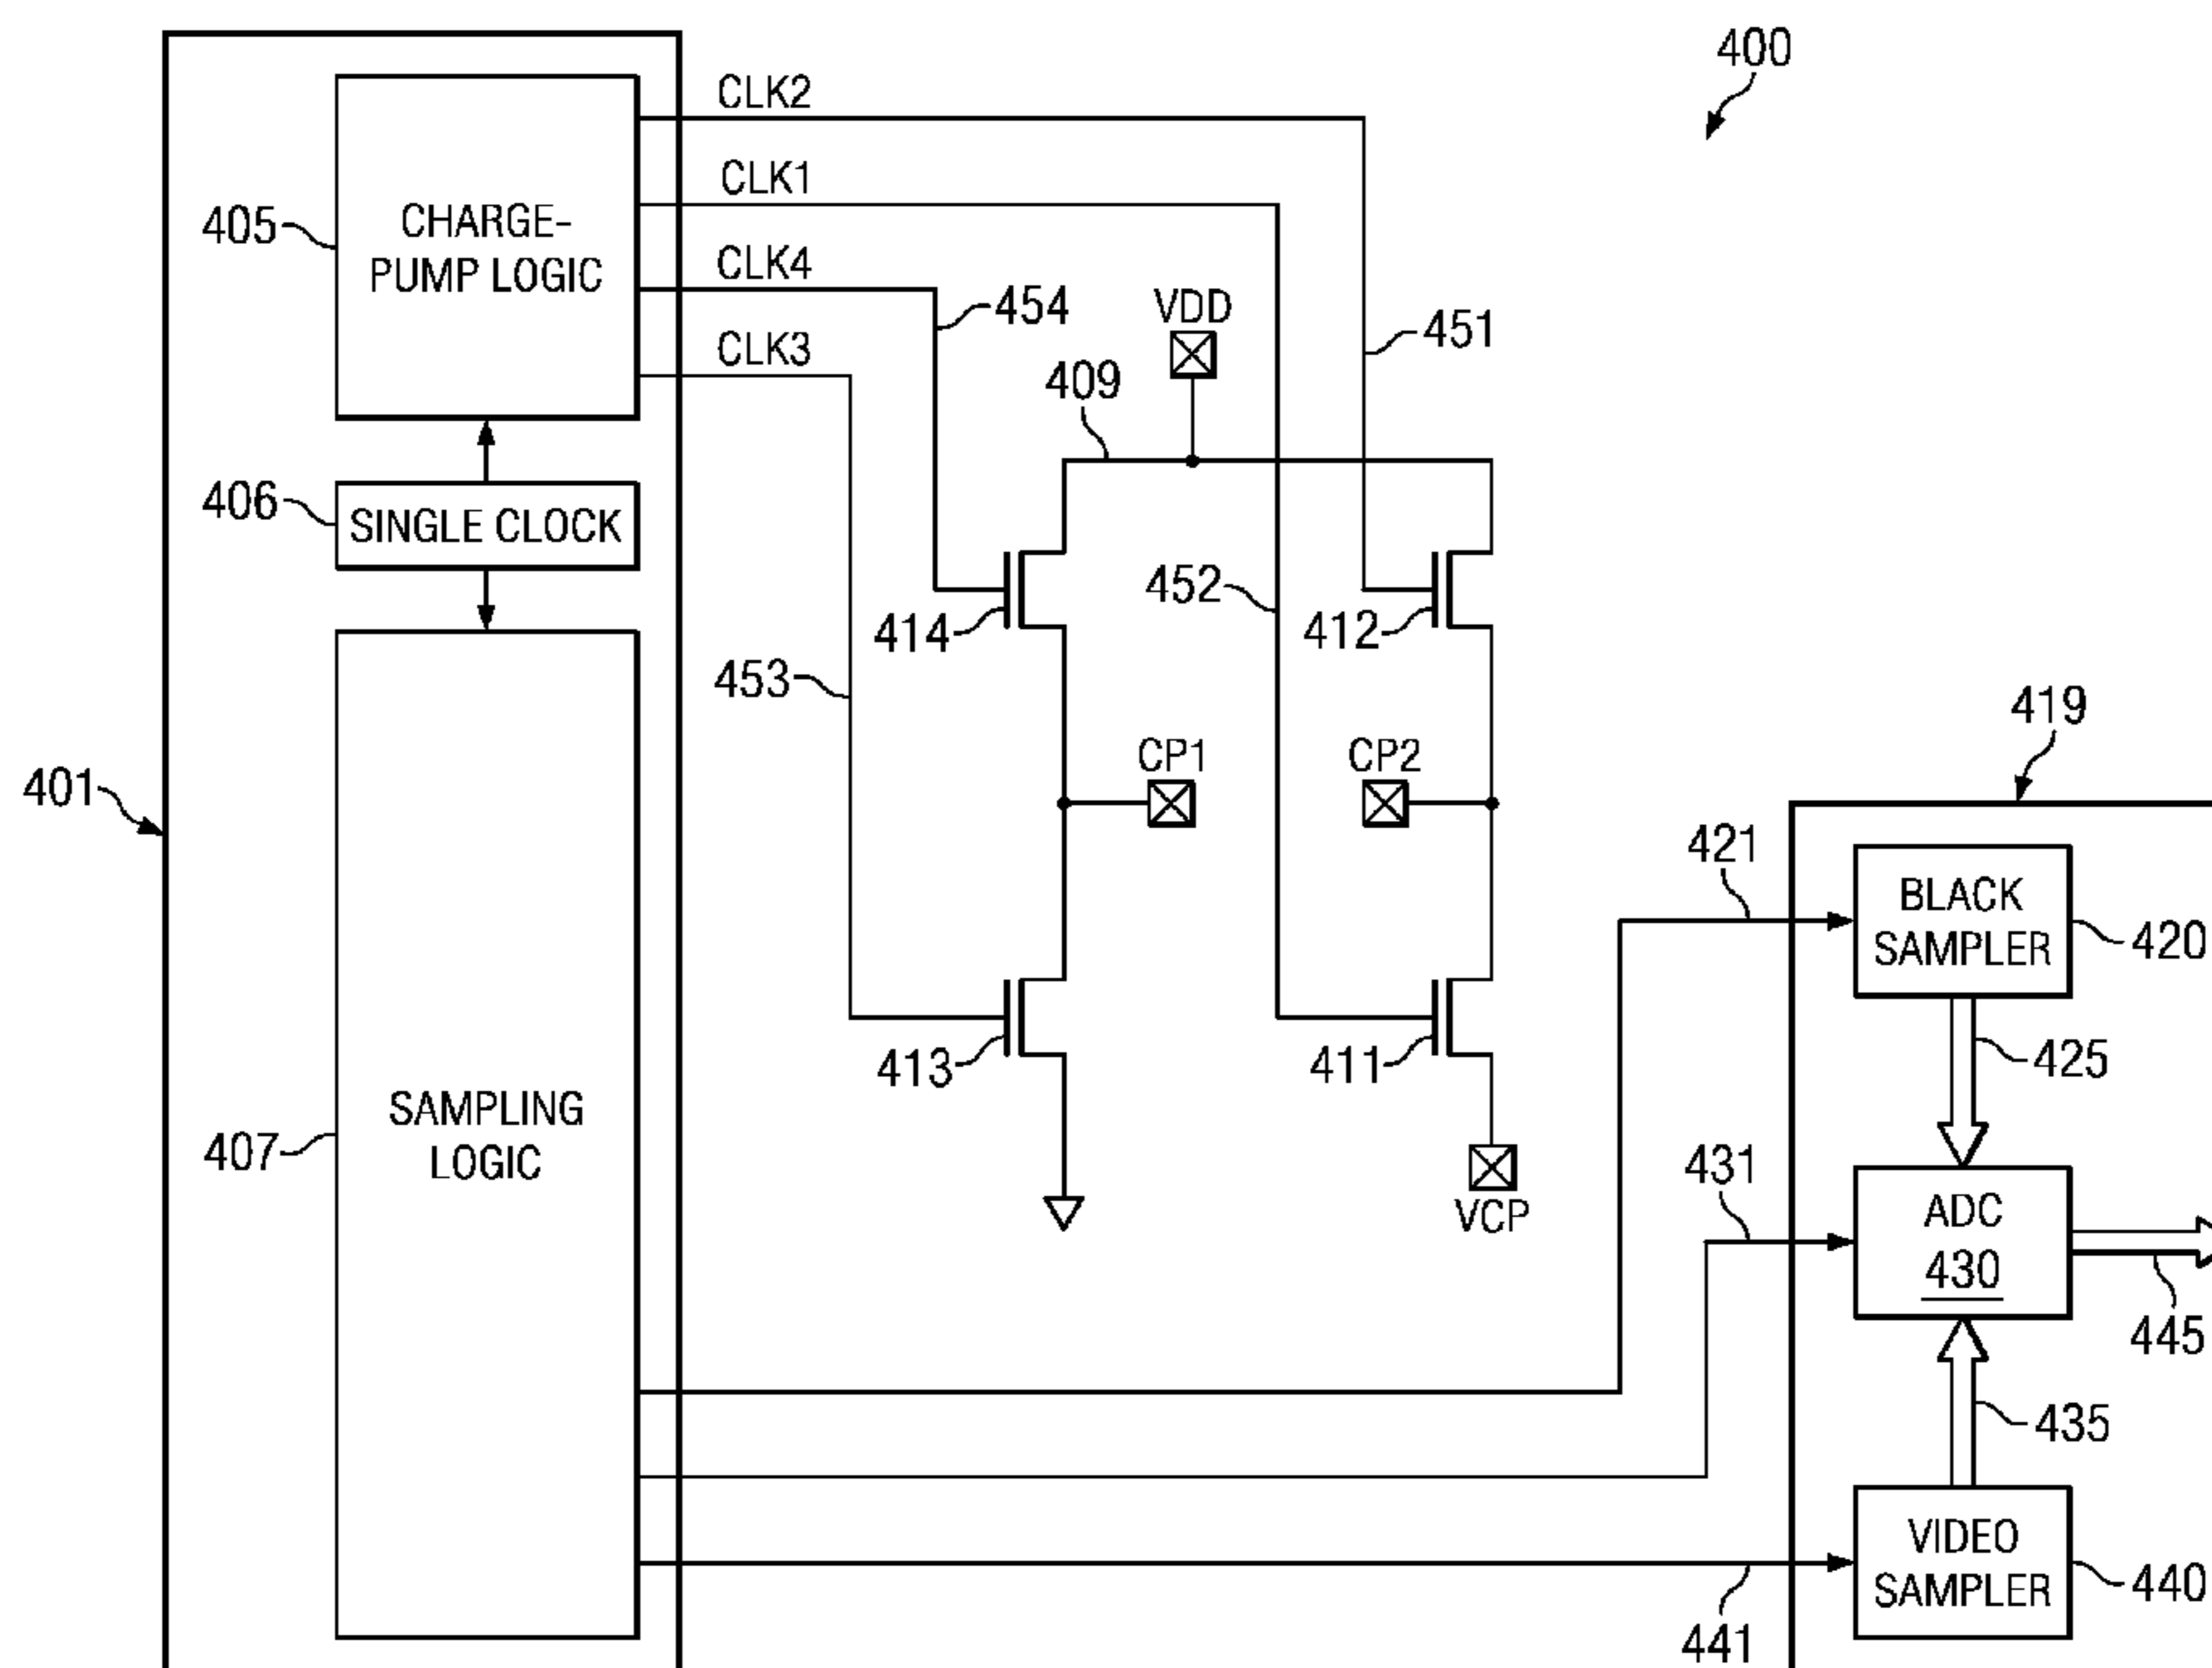 400
CLK2
CLK1
CLK4
CLK3
405
CHARGE-
PUMP LOGIC
454
VDD
451
409
406
SINGLE CLOCK
414
452
412
453
CP1
CP2
419
401
421
BLACK
SAMPLER
420
413
411
425
SAMPLING
LOGIC
407
VCP
431
ADC
430
445
435
VIDEO
SAMPLER
440
441